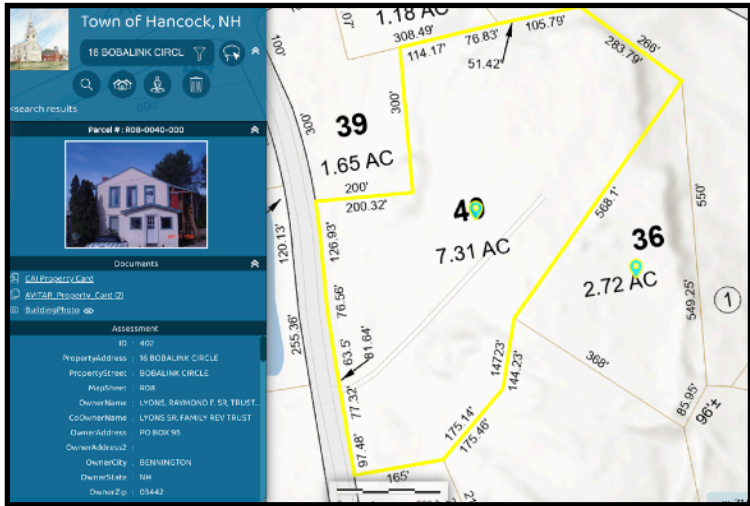 Town of Hancock, NH
16 BOBALINK CIRCL
<search results
Parcel # : R08-0040-000
Documents
CAI Property Card
AVITAR_Property_Card (2)
BuildingPhoto
Assessment
ID : 402
PropertyAddress : 16 BOBALINK CIRCLE
PropertyStreet : BOBALINK CIRCLE
MapSheet : R08
OwnerName : LYONS, RAYMOND F. SR, TRUST...
CoOwnerName : LYONS SR. FAMILY REV TRUST
OwnerAddress : PO BOX 95
OwnerAddress2 :
OwnerCity : BENNINGTON
OwnerState : NH
OwnerZip : 03442
1.18 AC
308.49'
114.17'
76.83'
51.42'
105.79'
266'
283.79'
100'
300'
300'
39
1.65 AC
200'
200.32'
120.13'
255.36'
126.93'
76.56'
63.5'
81.64'
77.32'
97.48'
165'
40
7.31 AC
568.1'
36
2.72 AC
550'
549.25'
1
368'
85.95'
96'±
147.23'
144.23'
175.14'
175.46'